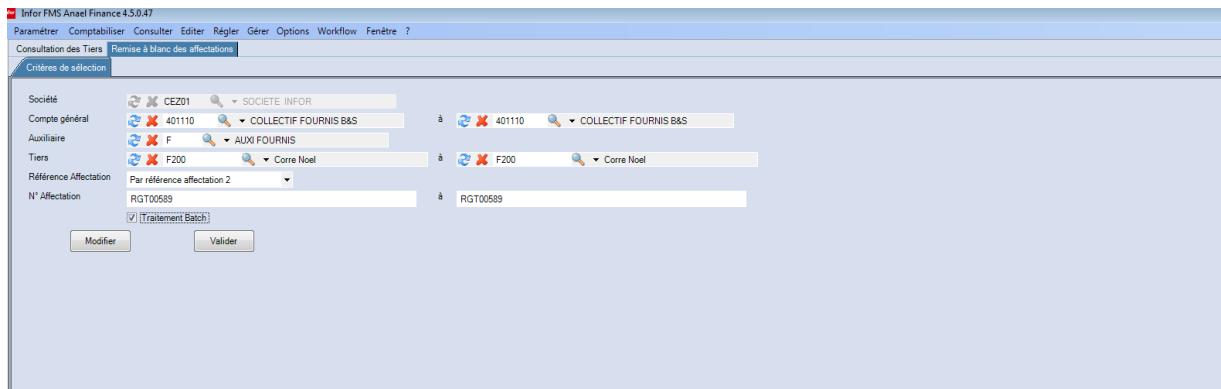 Infor FMS Anael Finance 4.5.0.47
Paramétrer Comptabiliser Consulter Editer Régler Gérer Options Workflow Fenêtre ?
Consultation des Tiers Remise à blanc des affectations
Critères de sélection
Société CEZ01 SOCIETE INFOR
Compte général 401110 COLLECTIF FOURNIS B&S à 401110 COLLECTIF FOURNIS B&S
Auxiliaire F AUXI FOURNIS
Tiers F200 Corre Noel à F200 Corre Noel
Référence Affectation Par référence affectation 2
N° Affectation RGT00589 à RGT00589
Traitement Batch
Modifier Valider